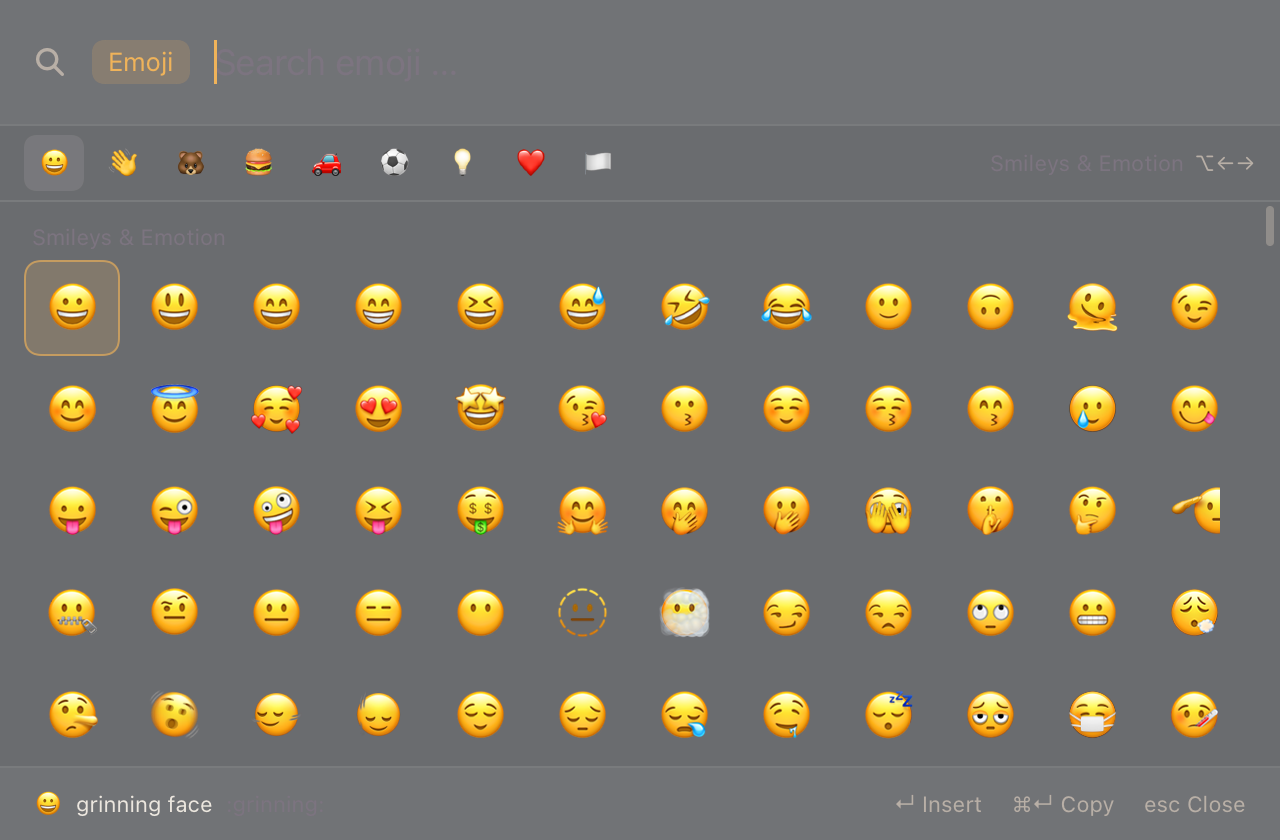 Emoji Search emoji ...
Smileys & Emotion ⌥←→
Smileys & Emotion
grinning face grinning ↵ Insert ⌘↵ Copy esc Close